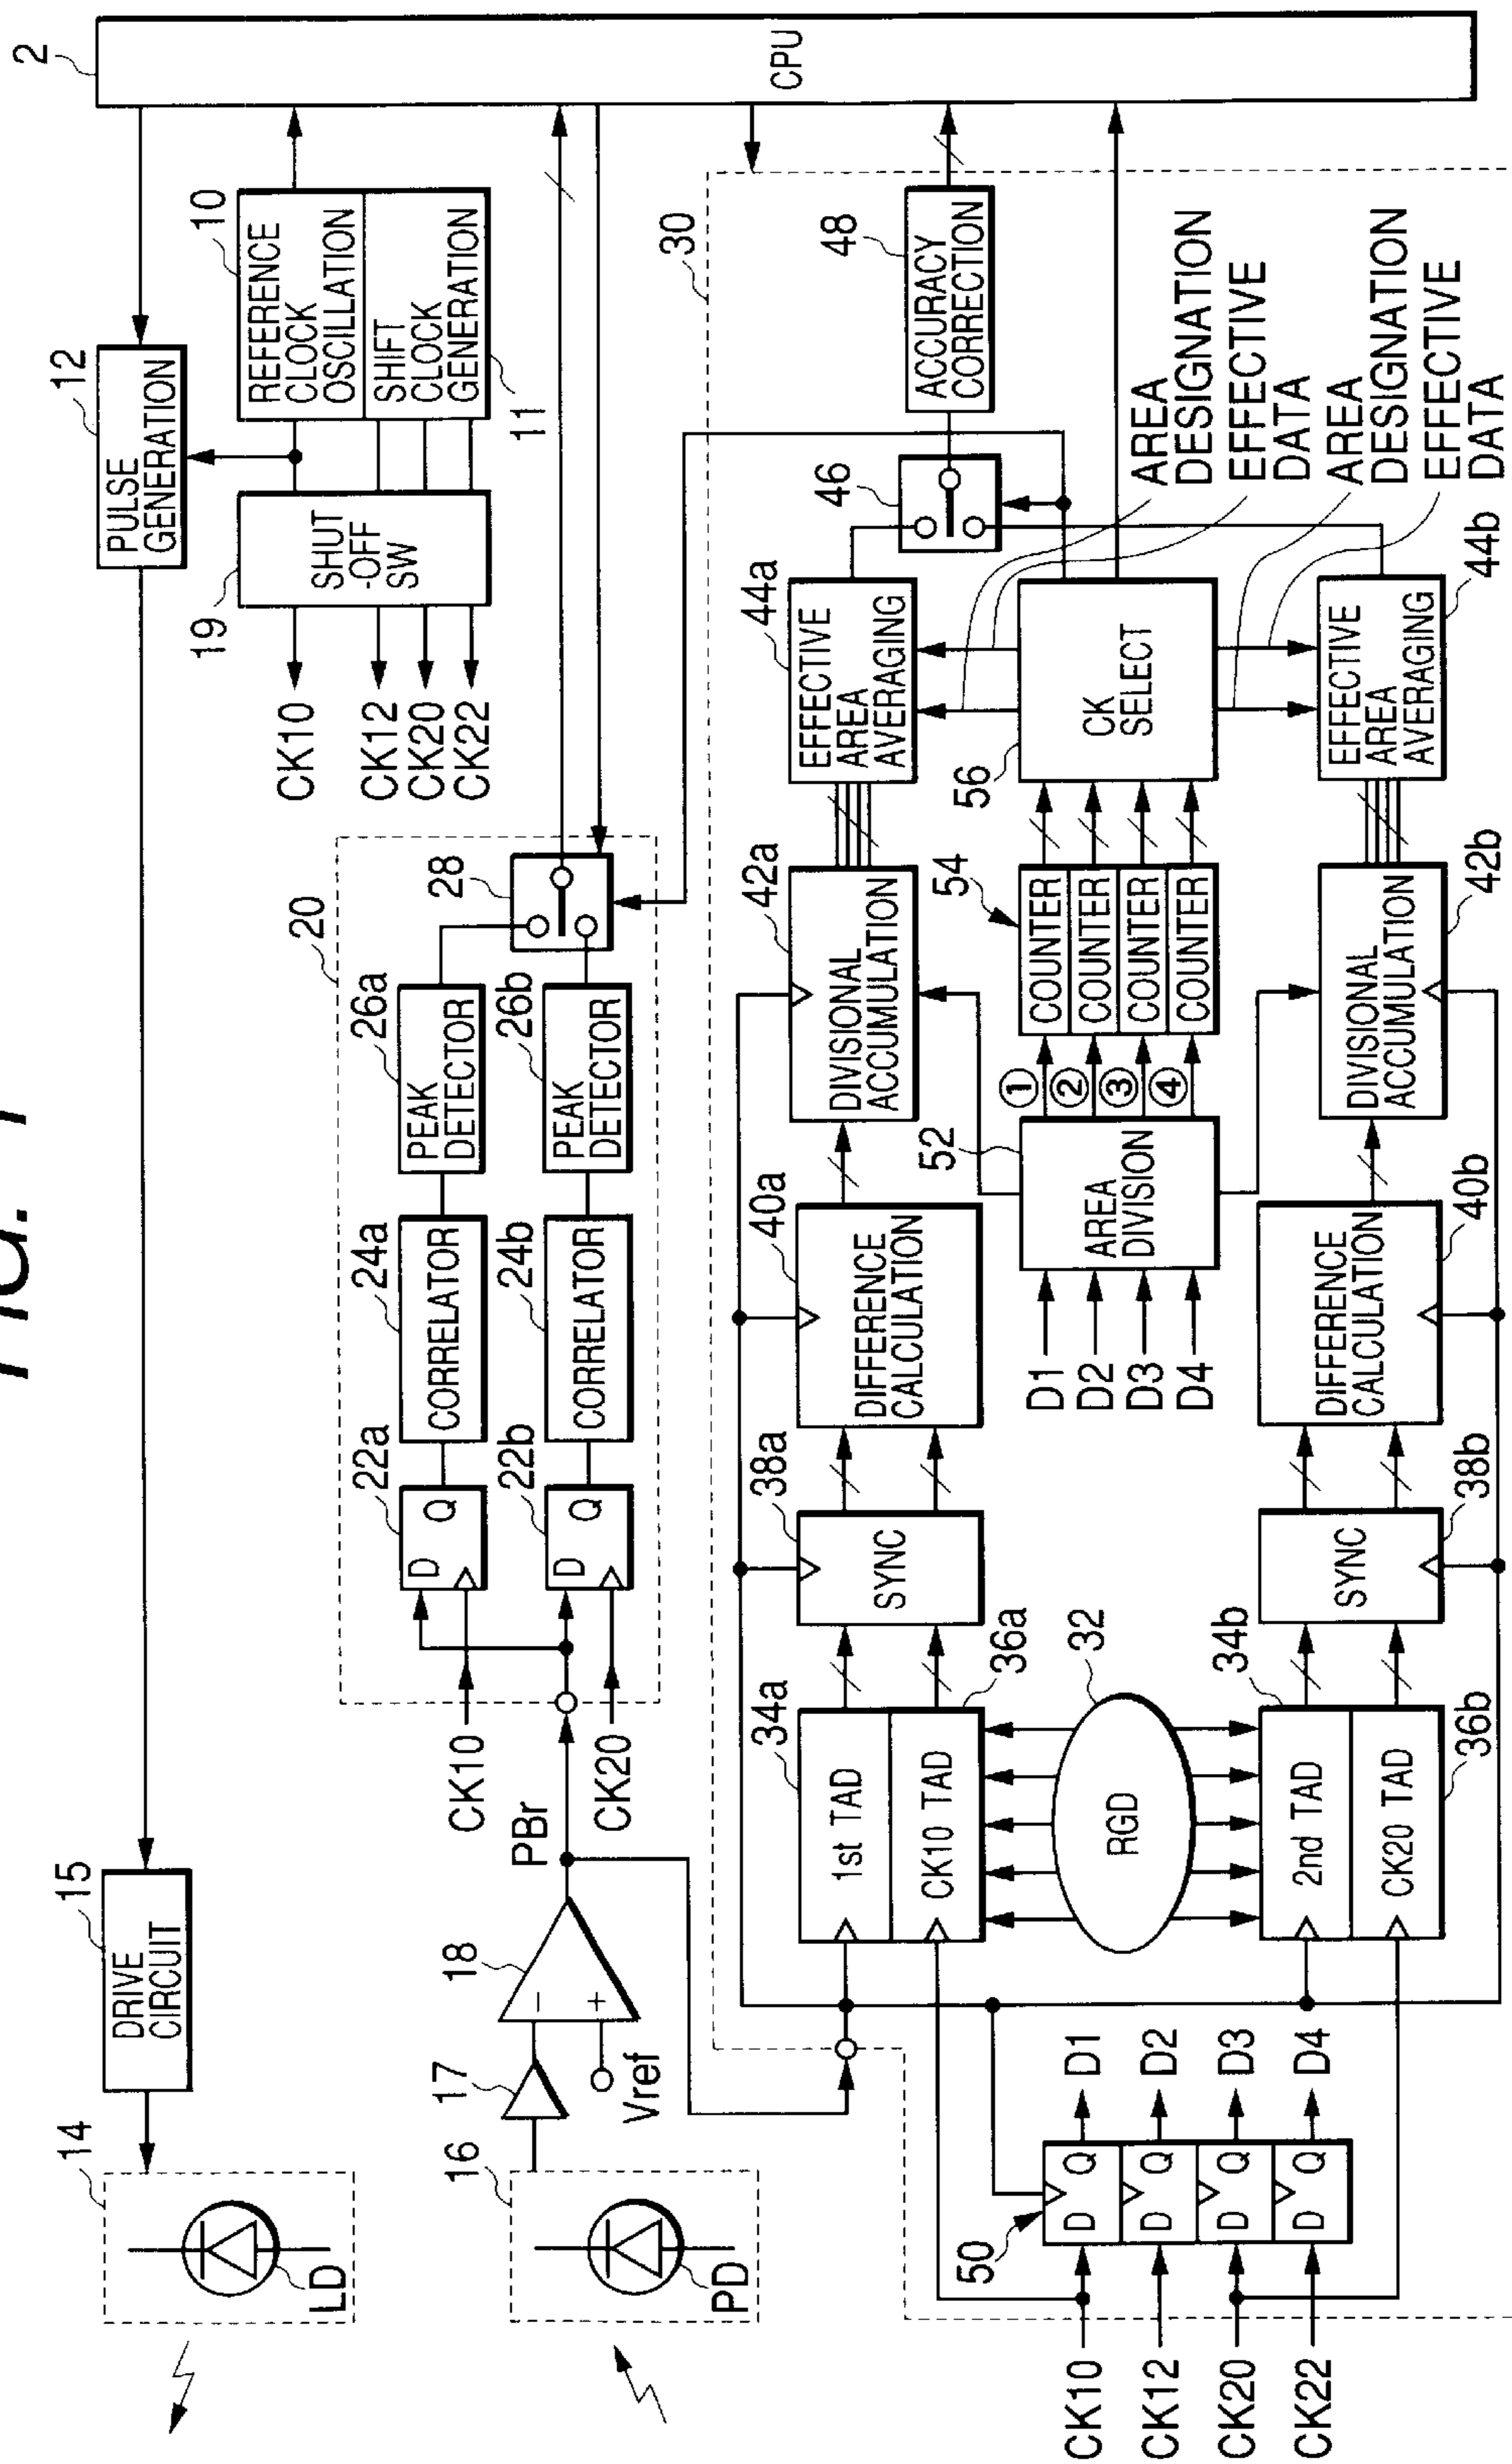 FIG. 1
2
CPU
14
LD
15
DRIVE
CIRCUIT
12
PULSE
GENERATION
10
REFERENCE
CLOCK
OSCILLATION
SHIFT
CLOCK
GENERATION
11
19
SHUT
-OFF
SW
CK10
CK12
CK20
CK22
16
PD
17
18
−
+
Vref
PBr
CK10
CK20
20
22a
D
Q
24a
CORRELATOR
26a
PEAK
DETECTOR
22b
D
Q
24b
CORRELATOR
26b
PEAK
DETECTOR
28
30
34a
1st TAD
CK10 TAD
36a
38a
SYNC
40a
DIFFERENCE
CALCULATION
42a
DIVISIONAL
ACCUMULATION
44a
EFFECTIVE
AREA
AVERAGING
46
48
ACCURACY
CORRECTION
32
RGD
D1
D2
D3
D4
52
AREA
DIVISION
①
②
③
④
54
COUNTER
COUNTER
COUNTER
COUNTER
56
CK
SELECT
AREA
DESIGNATION
EFFECTIVE
DATA
AREA
DESIGNATION
EFFECTIVE
DATA
34b
2nd TAD
CK20 TAD
36b
SYNC
38b
DIFFERENCE
CALCULATION
40b
DIVISIONAL
ACCUMULATION
42b
EFFECTIVE
AREA
AVERAGING
44b
50
CK10
D Q
D1
CK12
D Q
D2
CK20
D Q
D3
CK22
D Q
D4